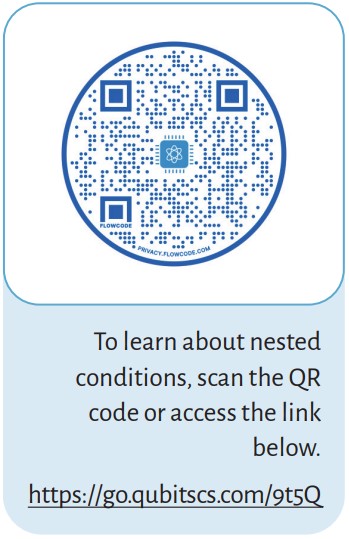 FLOWCODE
PRIVACY.FLOWCODE.COM
To learn about nested
conditions, scan the QR
code or access the link
below.
https://go.qubitscs.com/9t5Q